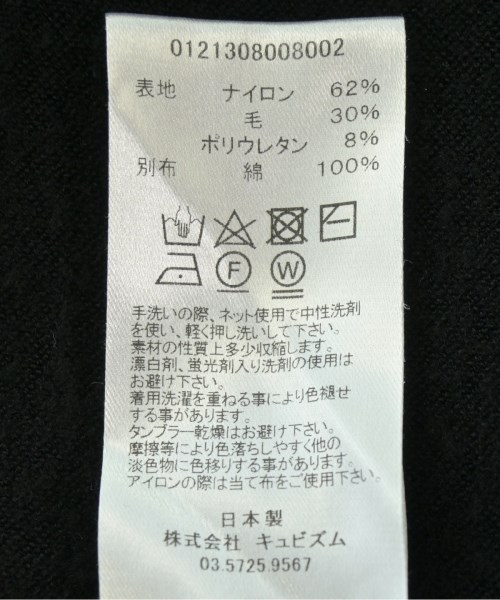 0121308008002
表地 ナイロン 62%
毛 30%
ポリウレタン 8%
別布 綿 100%
F W
手洗いの際、ネット使用で中性洗剤
を使い、軽く押し洗いして下さい。
素材の性質上多少収縮します。
漂白剤、蛍光剤入り洗剤の使用は
お避け下さい。
着用洗濯を重ねる事により色褪せ
する事があります。
タンブラー乾燥はお避け下さい。
摩擦等により色落ちしやすく他の
淡色物に色移りする事があります。
アイロンの際は当て布をご使用下さい。
日本製
株式会社 キュビズム
03.5725.9567